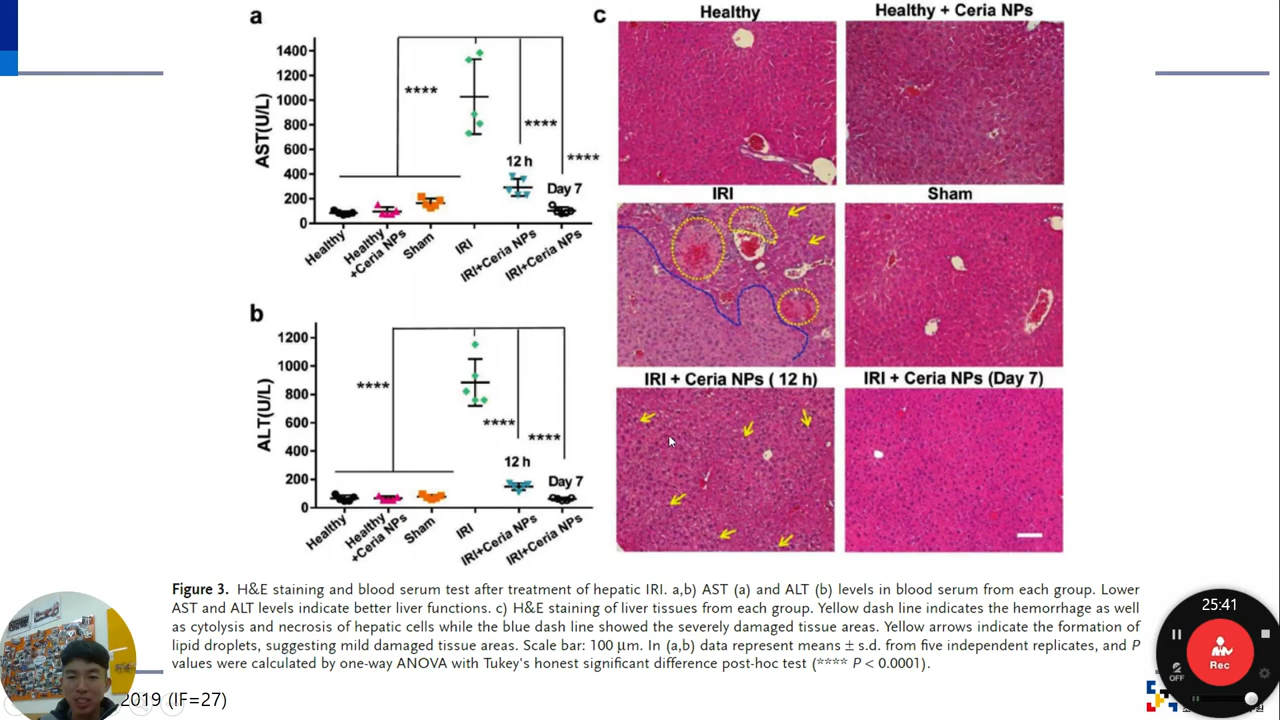 a
1400
1200
1000
800
600
400
200
0
AST(U/L)
****
****
****
12 h
Day 7
Healthy
Healthy
+Ceria NPs
Sham
IRI
IRI+Ceria NPs
IRI+Ceria NPs
b
1200
1000
800
600
400
200
0
ALT(U/L)
****
****
****
12 h
Day 7
Healthy
Healthy
+Ceria NPs
Sham
IRI
IRI+Ceria NPs
IRI+Ceria NPs
c
Healthy
Healthy + Ceria NPs
IRI
Sham
IRI + Ceria NPs ( 12 h)
IRI + Ceria NPs (Day 7)
Figure 3. H&E staining and blood serum test after treatment of hepatic IRI. a,b) AST (a) and ALT (b) levels in blood serum from each group. Lower
AST and ALT levels indicate better liver functions. c) H&E staining of liver tissues from each group. Yellow dash line indicates the hemorrhage as well
as cytolysis and necrosis of hepatic cells while the blue dash line showed the severely damaged tissue areas. Yellow arrows indicate the formation of
lipid droplets, suggesting mild damaged tissue areas. Scale bar: 100 μm. In (a,b) data represent means ± s.d. from five independent replicates, and P
values were calculated by one-way ANOVA with Tukey's honest significant difference post-hoc test (**** P < 0.0001).
2019 (IF=27)
25:41
Rec
OFF